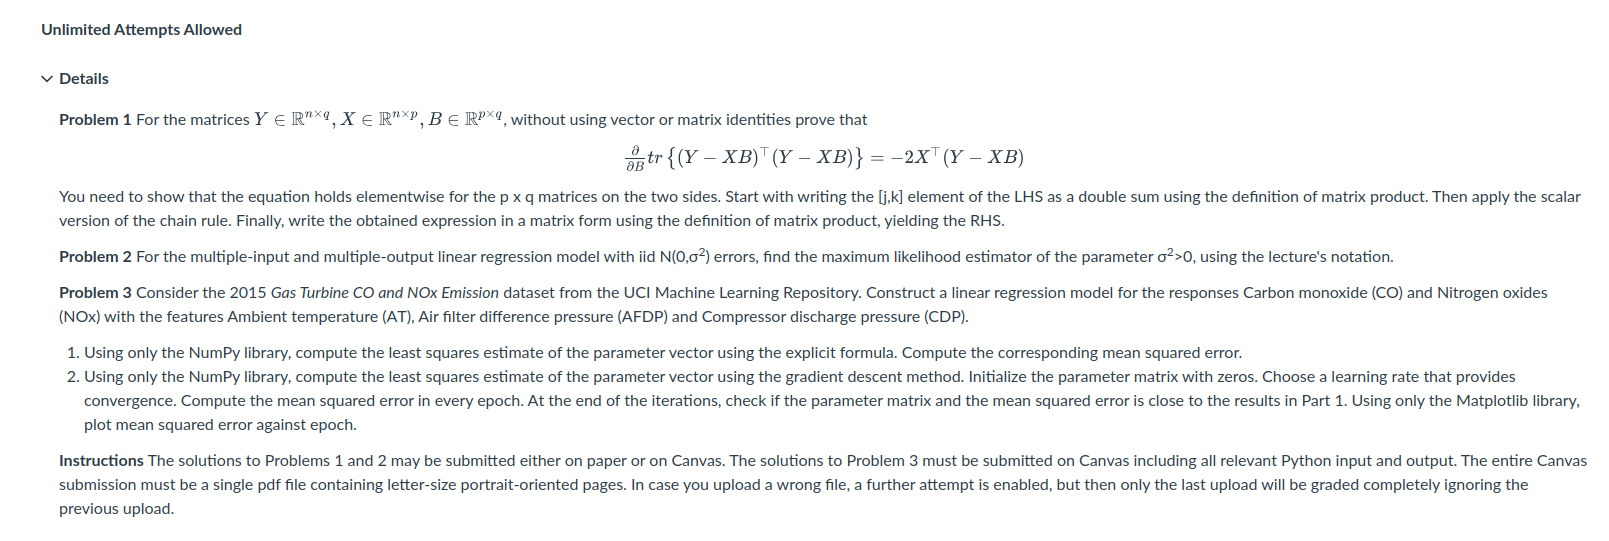 Unlimited Attempts Allowed
Details
Problem 1 For the matrices Y ∈ ℝⁿˣq, X ∈ ℝⁿˣᵖ, B ∈ ℝᵖˣq, without using vector or matrix identities prove that
∂/∂B tr {(Y − XB)⊤(Y − XB)} = −2X⊤(Y − XB)
You need to show that the equation holds elementwise for the p x q matrices on the two sides. Start with writing the [j,k] element of the LHS as a double sum using the definition of matrix product. Then apply the scalar
version of the chain rule. Finally, write the obtained expression in a matrix form using the definition of matrix product, yielding the RHS.
Problem 2 For the multiple-input and multiple-output linear regression model with iid N(0,σ²) errors, find the maximum likelihood estimator of the parameter σ²>0, using the lecture's notation.
Problem 3 Consider the 2015 Gas Turbine CO and NOx Emission dataset from the UCI Machine Learning Repository. Construct a linear regression model for the responses Carbon monoxide (CO) and Nitrogen oxides
(NOx) with the features Ambient temperature (AT), Air filter difference pressure (AFDP) and Compressor discharge pressure (CDP).
1. Using only the NumPy library, compute the least squares estimate of the parameter vector using the explicit formula. Compute the corresponding mean squared error.
2. Using only the NumPy library, compute the least squares estimate of the parameter vector using the gradient descent method. Initialize the parameter matrix with zeros. Choose a learning rate that provides
convergence. Compute the mean squared error in every epoch. At the end of the iterations, check if the parameter matrix and the mean squared error is close to the results in Part 1. Using only the Matplotlib library,
plot mean squared error against epoch.
Instructions The solutions to Problems 1 and 2 may be submitted either on paper or on Canvas. The solutions to Problem 3 must be submitted on Canvas including all relevant Python input and output. The entire Canvas
submission must be a single pdf file containing letter-size portrait-oriented pages. In case you upload a wrong file, a further attempt is enabled, but then only the last upload will be graded completely ignoring the
previous upload.